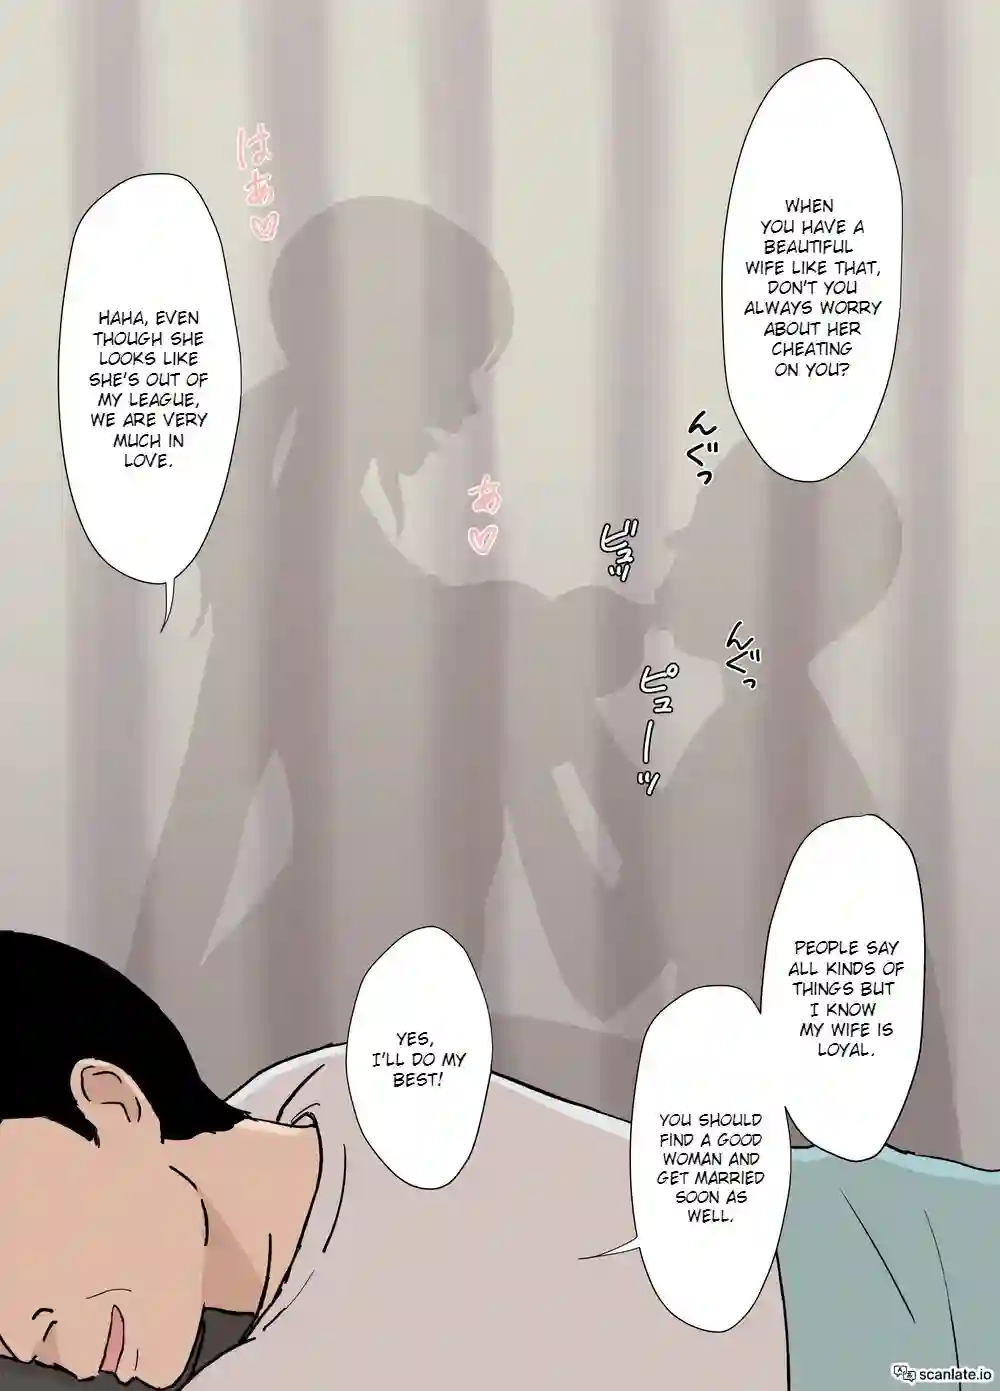 WHEN
YOU HAVE A
BEAUTIFUL
WIFE LIKE THAT,
DON'T YOU
ALWAYS WORRY
ABOUT HER
CHEATING
ON YOU?
はぁ♡
HAHA, EVEN
THOUGH SHE
LOOKS LIKE
SHE'S OUT OF
MY LEAGUE,
WE ARE VERY
MUCH IN
LOVE.
んぐっ
あ♡
ビュッ
んぐっ
ピューーッ
PEOPLE SAY
ALL KINDS OF
THINGS BUT
I KNOW
MY WIFE IS
LOYAL.
YOU SHOULD
FIND A GOOD
WOMAN AND
GET MARRIED
SOON AS
WELL.
YES,
I'LL DO MY
BEST!
scanlate.io